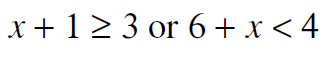 x + 1 ≥ 3 or 6 + x < 4